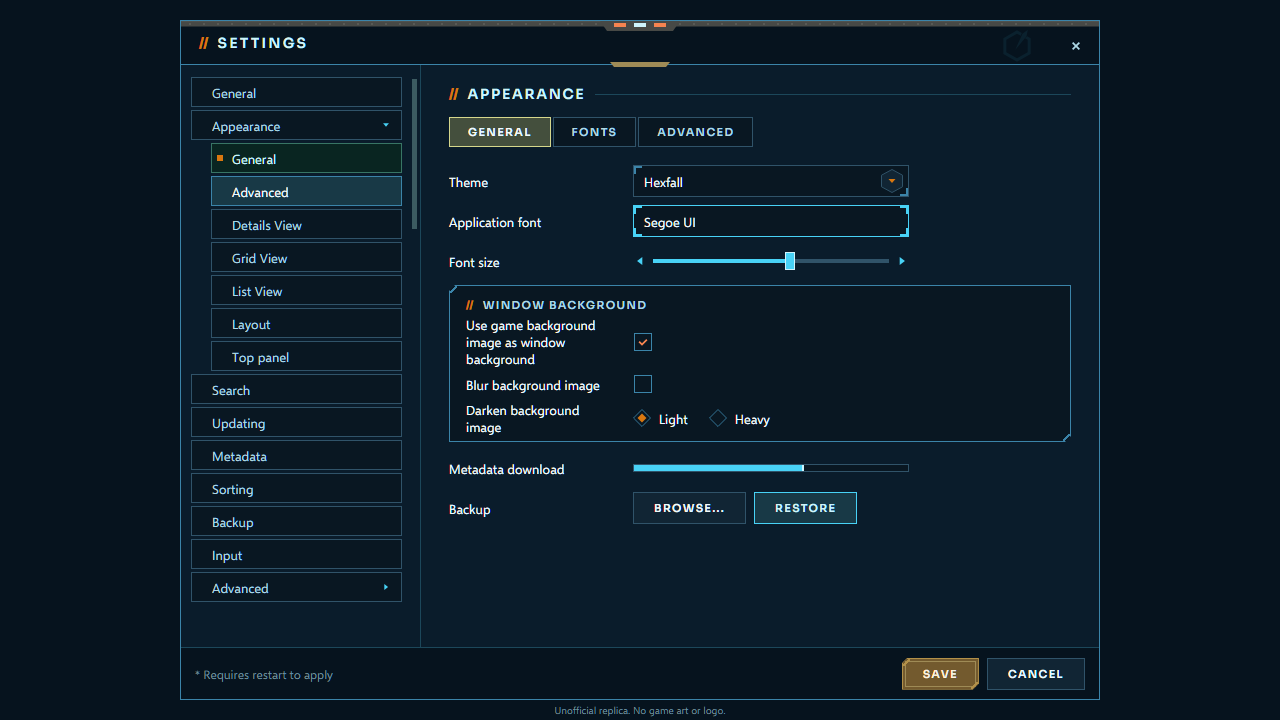 // SETTINGS
×
General
Appearance
General
Advanced
Details View
Grid View
List View
Layout
Top panel
Search
Updating
Metadata
Sorting
Backup
Input
Advanced
// APPEARANCE
GENERAL FONTS ADVANCED
Theme Hexfall
Application font Segoe UI
Font size
// WINDOW BACKGROUND
Use game background
image as window
background
Blur background image
Darken background
image
Light Heavy
Metadata download
Backup BROWSE... RESTORE
* Requires restart to apply
SAVE CANCEL
Unofficial replica. No game art or logo.